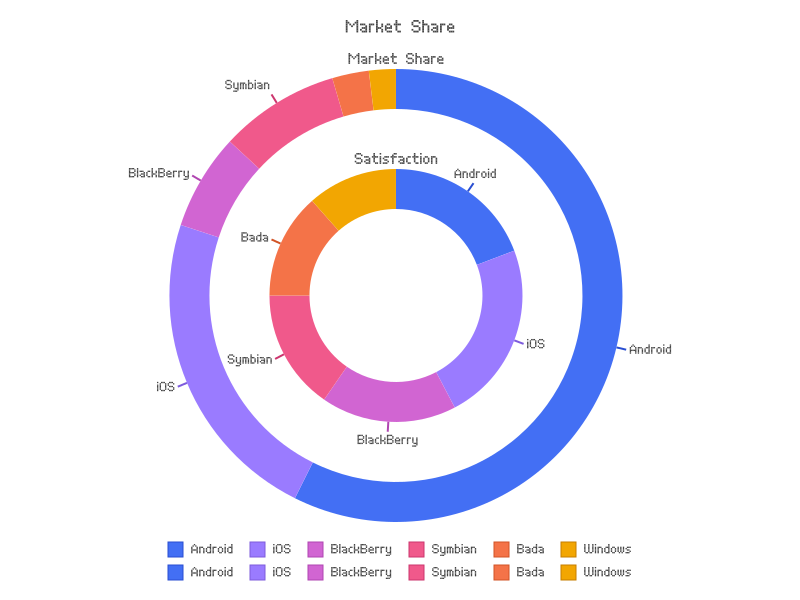 Market Share
Market Share
Symbian
BlackBerry
Satisfaction
Android
Bada
iOS
Android
Symbian
iOS
BlackBerry
Android iOS BlackBerry Symbian Bada Windows
Android iOS BlackBerry Symbian Bada Windows